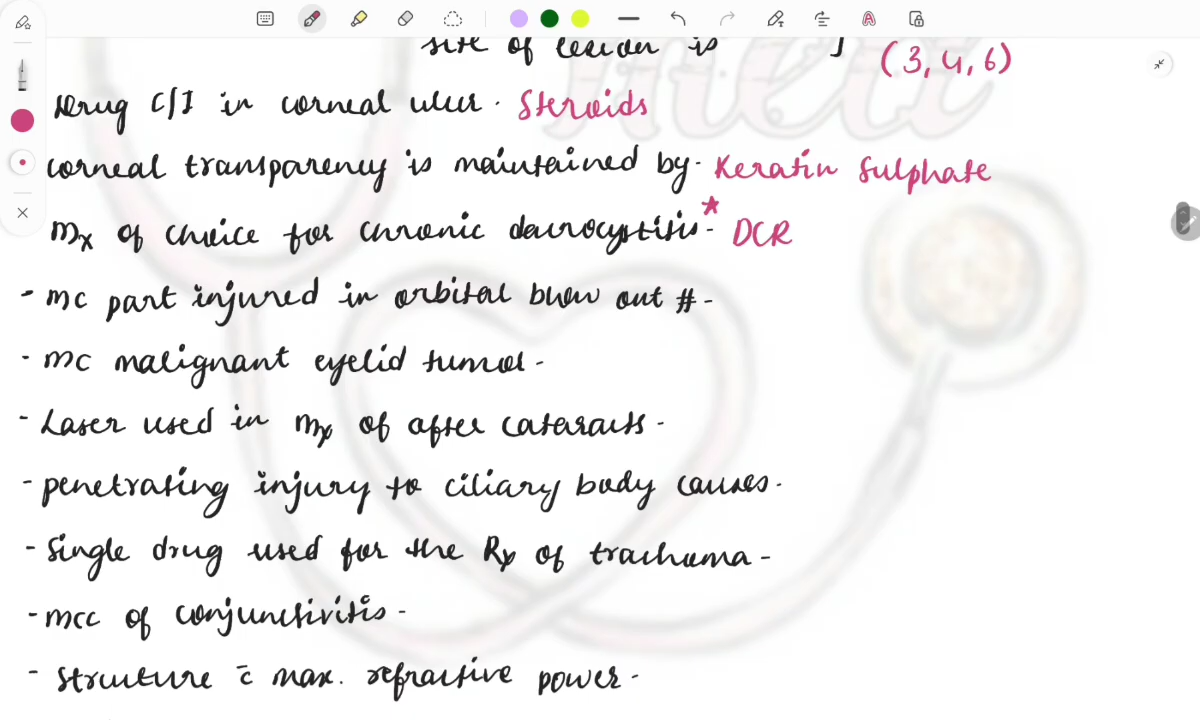 site of lesion is ] (3, 4, 6)
Drug C/I in corneal ulcer. Steroids
corneal transparency is maintained by- Keratin Sulphate
Mx of choice for chronic dacrocystitis*- DCR
- mc part injured in orbital blow out # -
- mc malignant eyelid tumor -
- Laser used in Mx of after cataracts -
- penetrating injury to ciliary body causes -
- Single drug used for the Rx of trachoma -
- mcc of conjunctivitis -
- Structure c̄ max. refractive power -